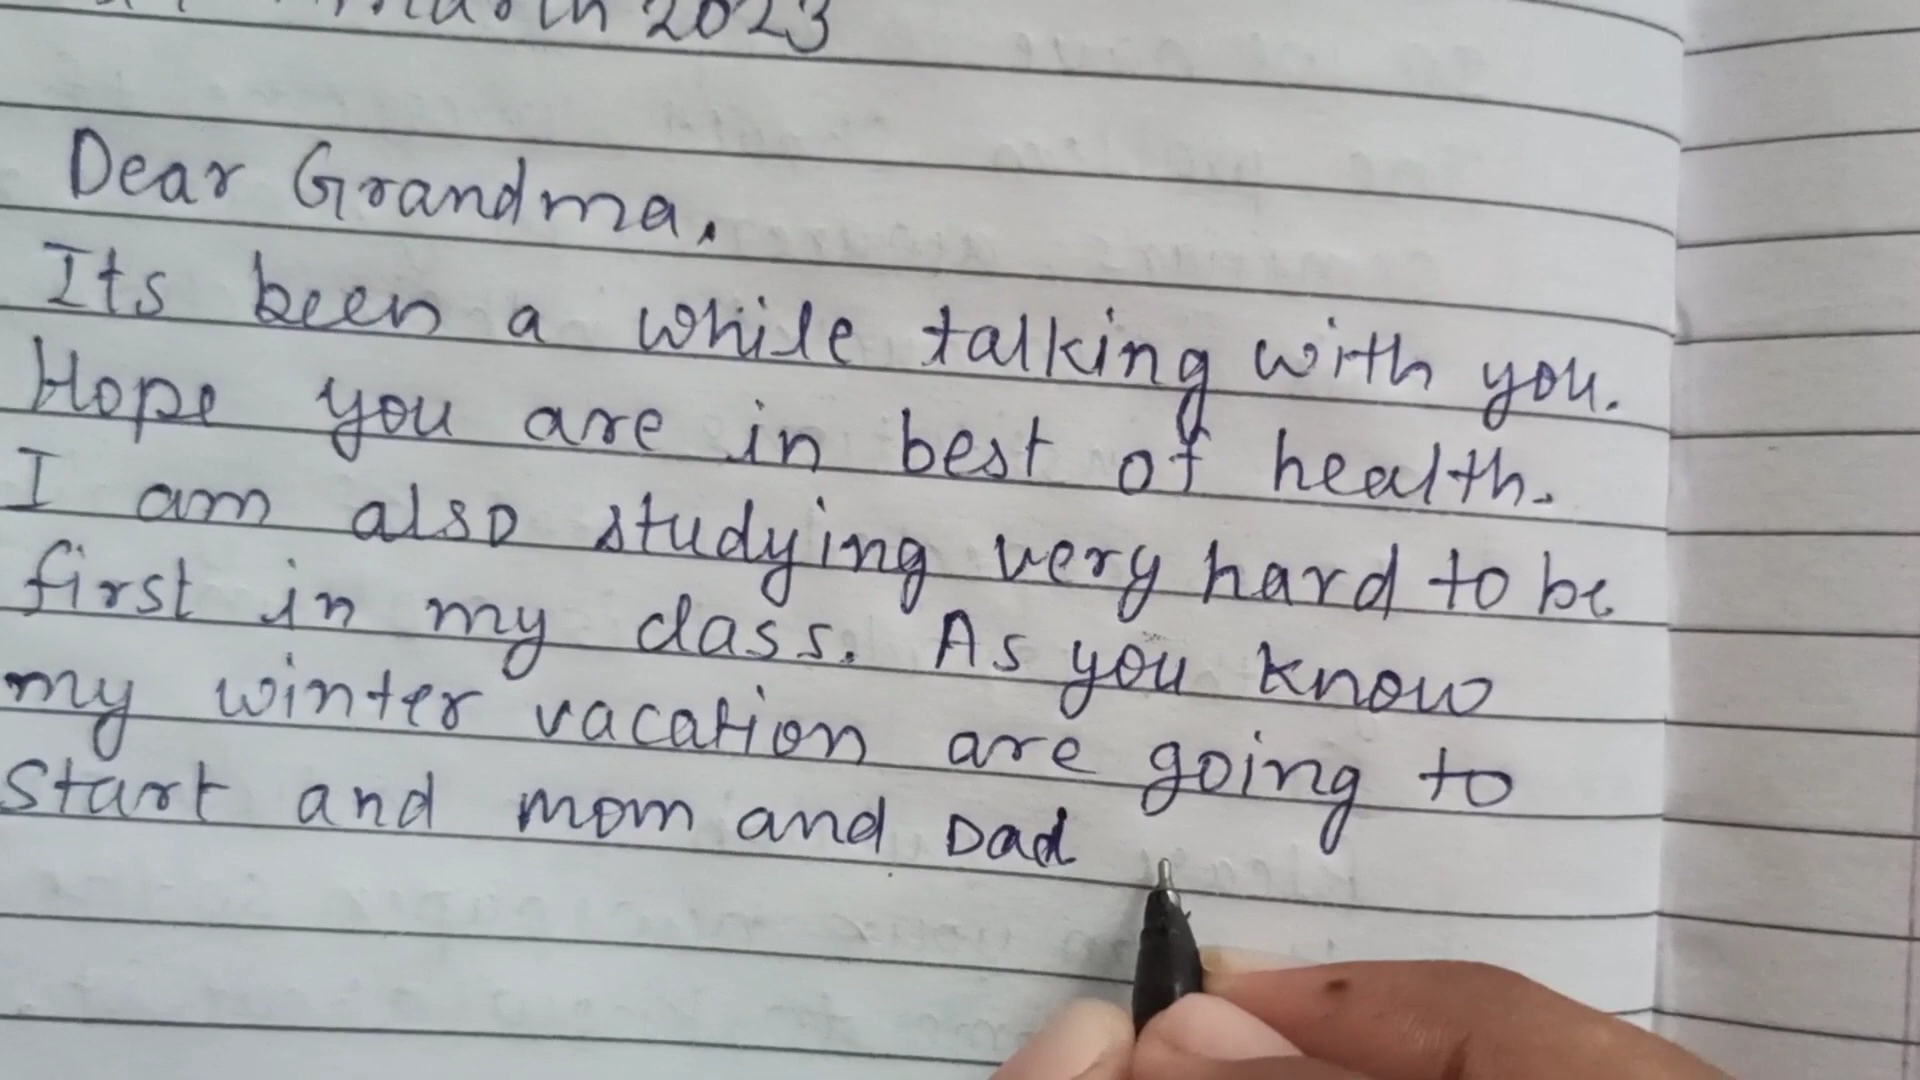 March 2023
Dear Grandma,
Its been a while talking with you.
Hope you are in best of health.
I am also studying very hard to be
first in my class. As you know
my winter vacation are going to
Start and mom and Dad